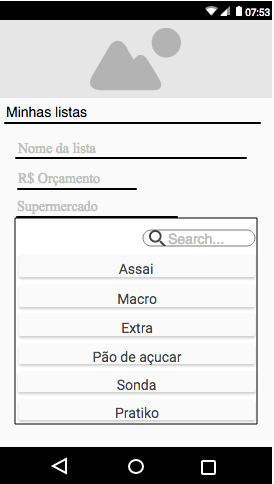 07:53
Minhas listas
Nome da lista
R$ Orçamento
Supermercado
Search...
Assai
Macro
Extra
Pão de açucar
Sonda
Pratiko